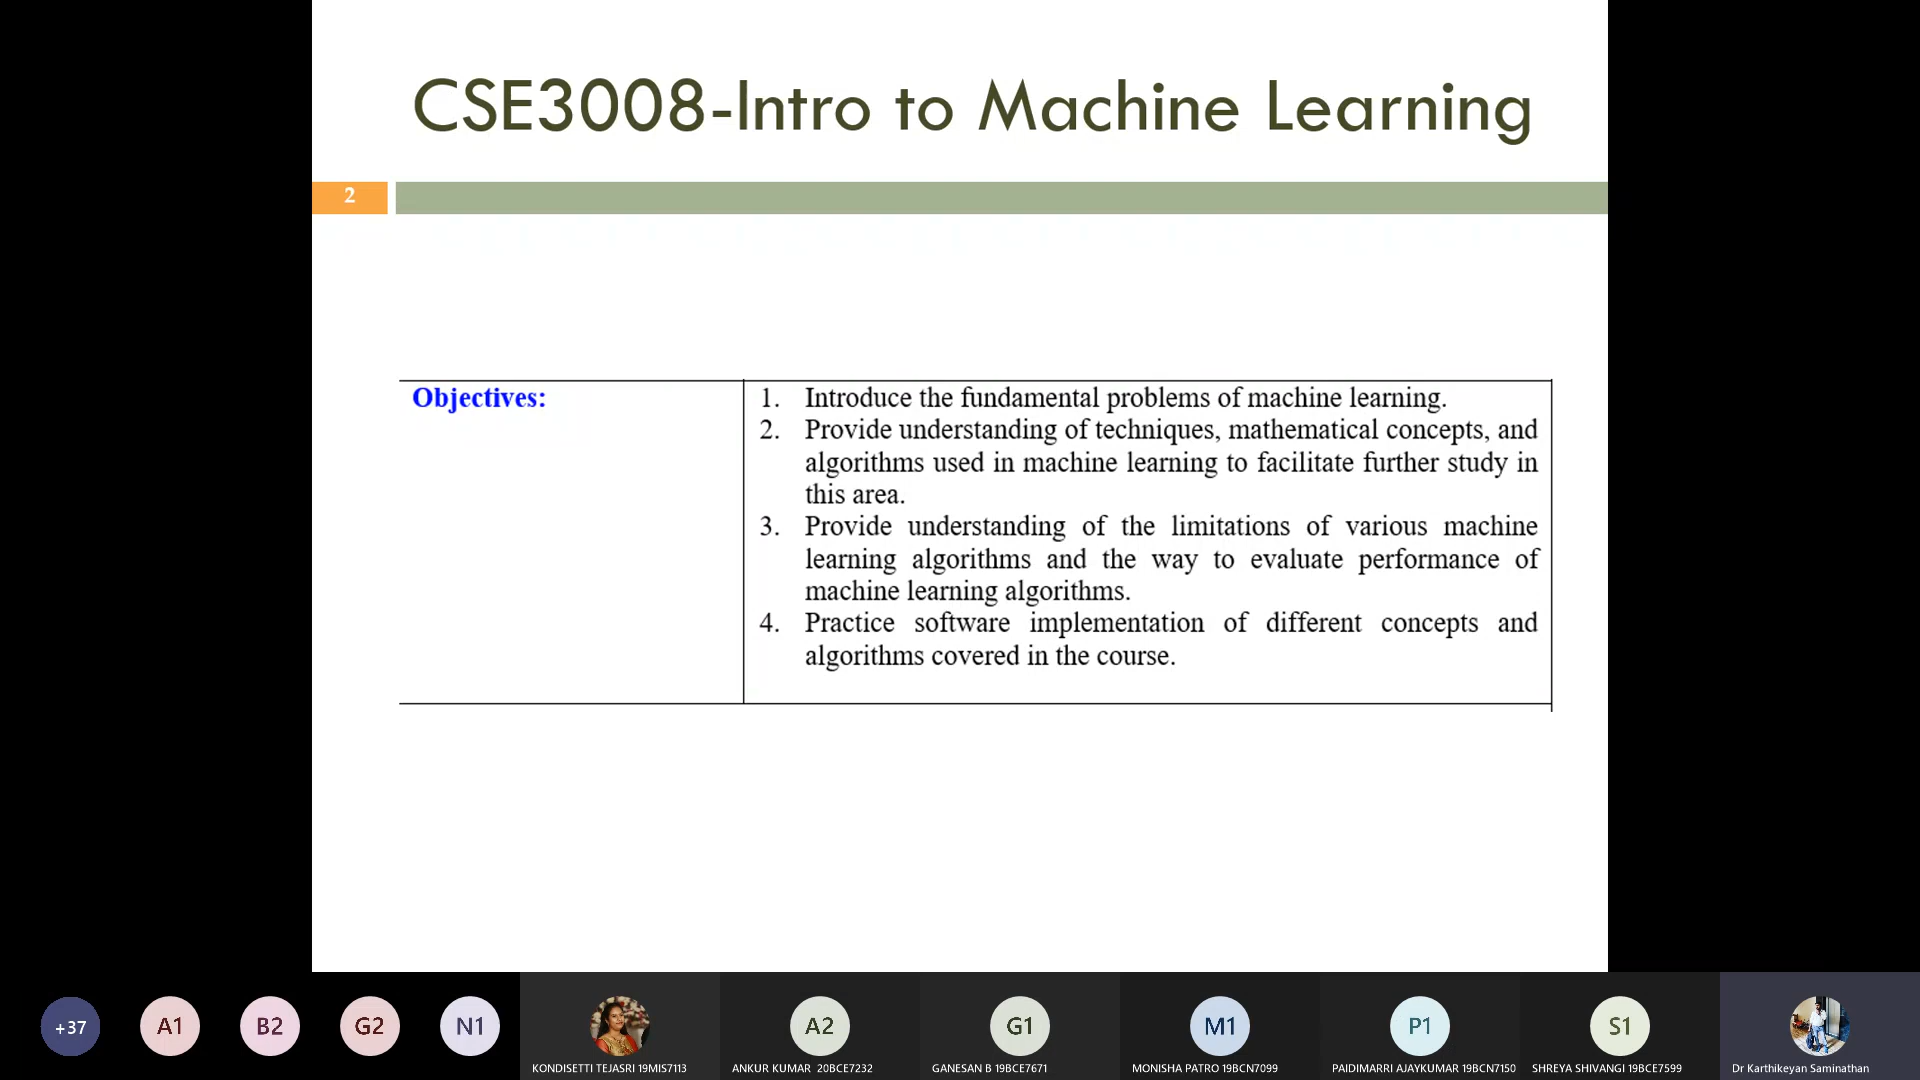 CSE3008-Intro to Machine Learning
2
Objectives:
1. Introduce the fundamental problems of machine learning.
2. Provide understanding of techniques, mathematical concepts, and
algorithms used in machine learning to facilitate further study in
this area.
3. Provide understanding of the limitations of various machine
learning algorithms and the way to evaluate performance of
machine learning algorithms.
4. Practice software implementation of different concepts and
algorithms covered in the course.
+37
A1
B2
G2
N1
A2
G1
M1
P1
S1
KONDISETTI TEJASRI 19MIS7113
ANKUR KUMAR 20BCE7232
GANESAN B 19BCE7671
MONISHA PATRO 19BCN7099
PAIDIMARRI AJAYKUMAR 19BCN7150
SHREYA SHIVANGI 19BCE7599
Dr Karthikeyan Saminathan